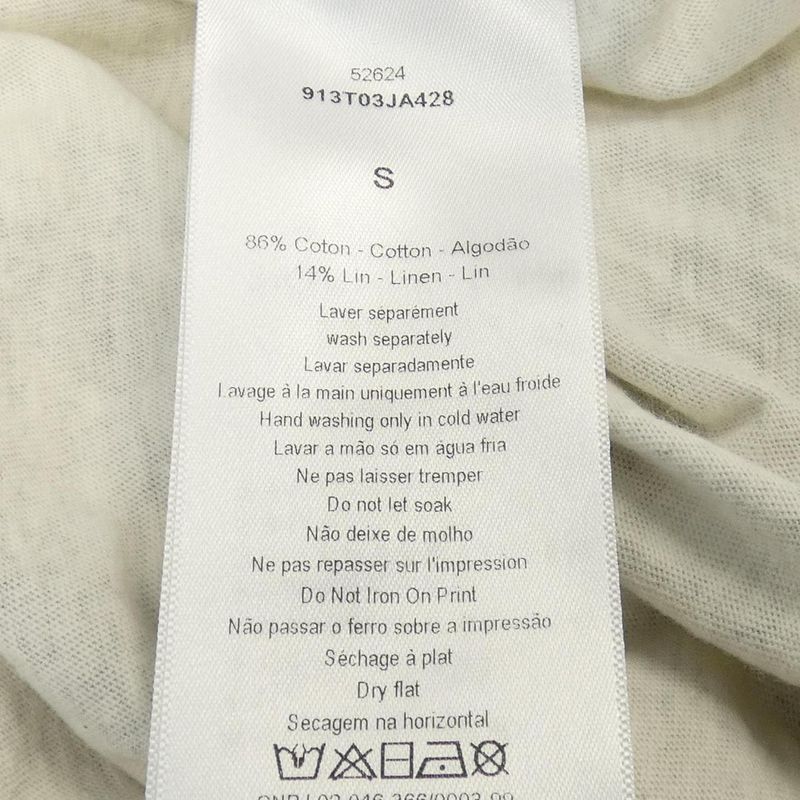 52624
913T03JA428
S
86% Coton - Cotton - Algodão
14% Lin - Linen - Lin
Laver séparément
wash separately
Lavar separadamente
Lavage à la main uniquement à l'eau froide
Hand washing only in cold water
Lavar a mão só em água fria
Ne pas laisser tremper
Do not let soak
Não deixe de molho
Ne pas repasser sur l'impression
Do Not Iron On Print
Não passar o ferro sobre a impressão
Séchage à plat
Dry flat
Secagem na horizontal